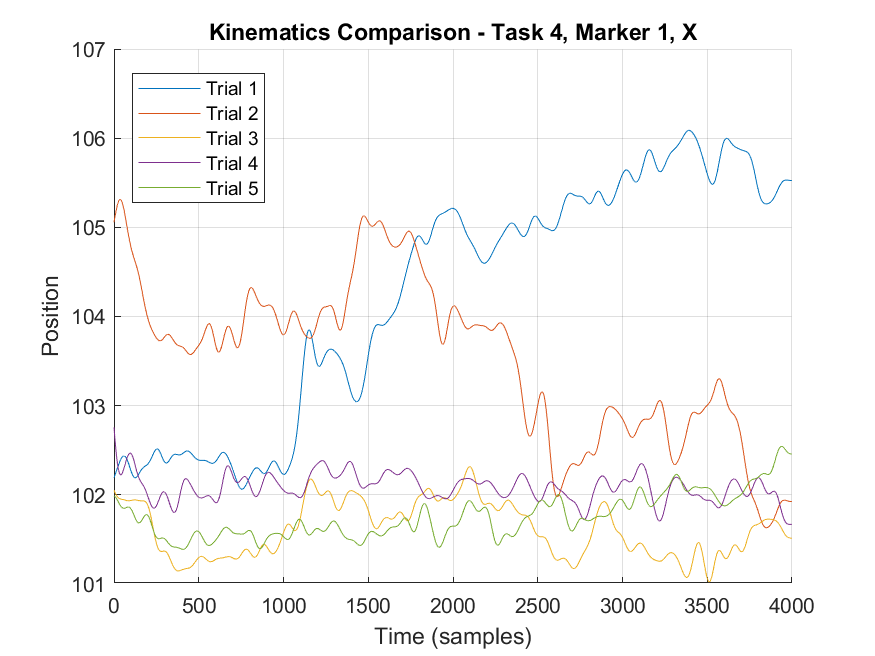 Kinematics Comparison - Task 4, Marker 1, X
107
106
105
104
103
102
101
Position
Trial 1
Trial 2
Trial 3
Trial 4
Trial 5
0 500 1000 1500 2000 2500 3000 3500 4000
Time (samples)